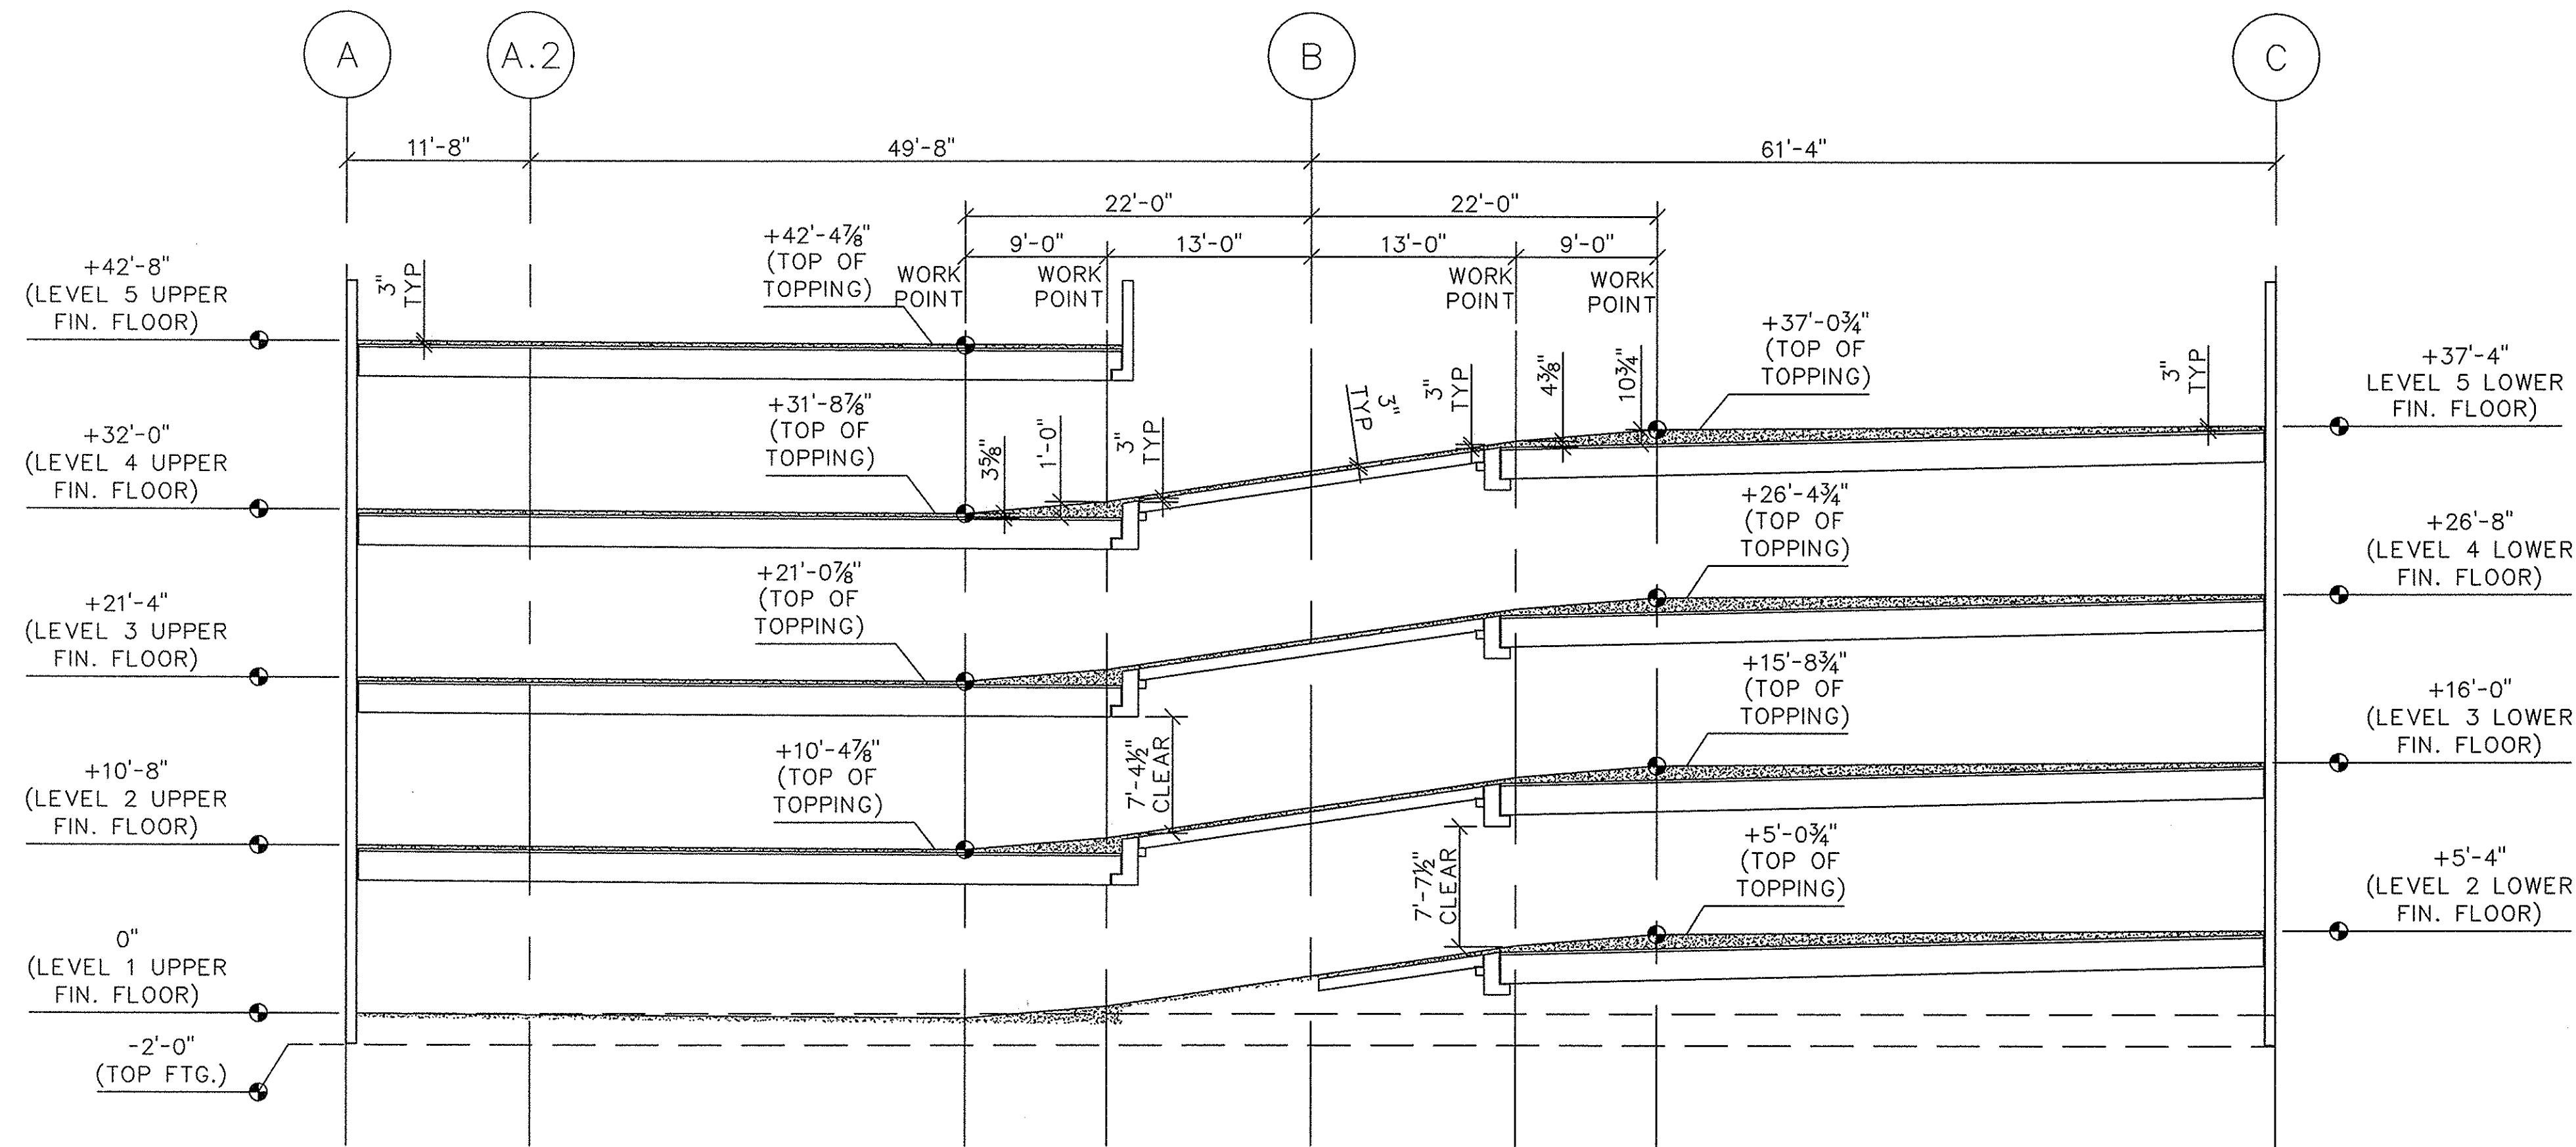 A
A.2
B
C
11'-8"
49'-8"
61'-4"
22'-0"
22'-0"
9'-0"
13'-0"
13'-0"
9'-0"
WORK
POINT
WORK
POINT
WORK
POINT
WORK
POINT
+42'-8"
(LEVEL 5 UPPER
FIN. FLOOR)
3"
TYP
+42'-4⅞"
(TOP OF
TOPPING)
+37'-0¾"
(TOP OF
TOPPING)
+37'-4"
LEVEL 5 LOWER
FIN. FLOOR)
3"
TYP
3"
TYP
3"
TYP
4⅜"
10¾"
+32'-0"
(LEVEL 4 UPPER
FIN. FLOOR)
+31'-8⅞"
(TOP OF
TOPPING)
3⅝"
1'-0"
3"
TYP
+26'-4¾"
(TOP OF
TOPPING)
+26'-8"
(LEVEL 4 LOWER
FIN. FLOOR)
+21'-4"
(LEVEL 3 UPPER
FIN. FLOOR)
+21'-0⅞"
(TOP OF
TOPPING)
+15'-8¾"
(TOP OF
TOPPING)
+16'-0"
(LEVEL 3 LOWER
FIN. FLOOR)
+10'-8"
(LEVEL 2 UPPER
FIN. FLOOR)
+10'-4⅞"
(TOP OF
TOPPING)
7'-4½"
CLEAR
7'-7½"
CLEAR
+5'-0¾"
(TOP OF
TOPPING)
+5'-4"
(LEVEL 2 LOWER
FIN. FLOOR)
0"
(LEVEL 1 UPPER
FIN. FLOOR)
-2'-0"
(TOP FTG.)